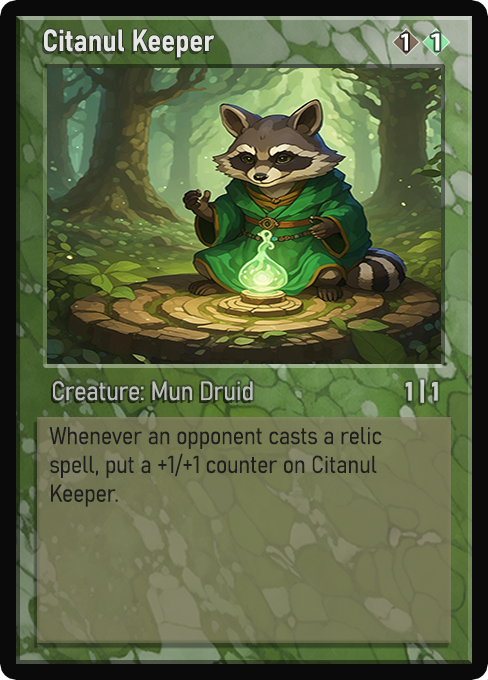 Citanul Keeper 1 1
Creature: Mun Druid 1|1
Whenever an opponent casts a relic
spell, put a +1/+1 counter on Citanul
Keeper.